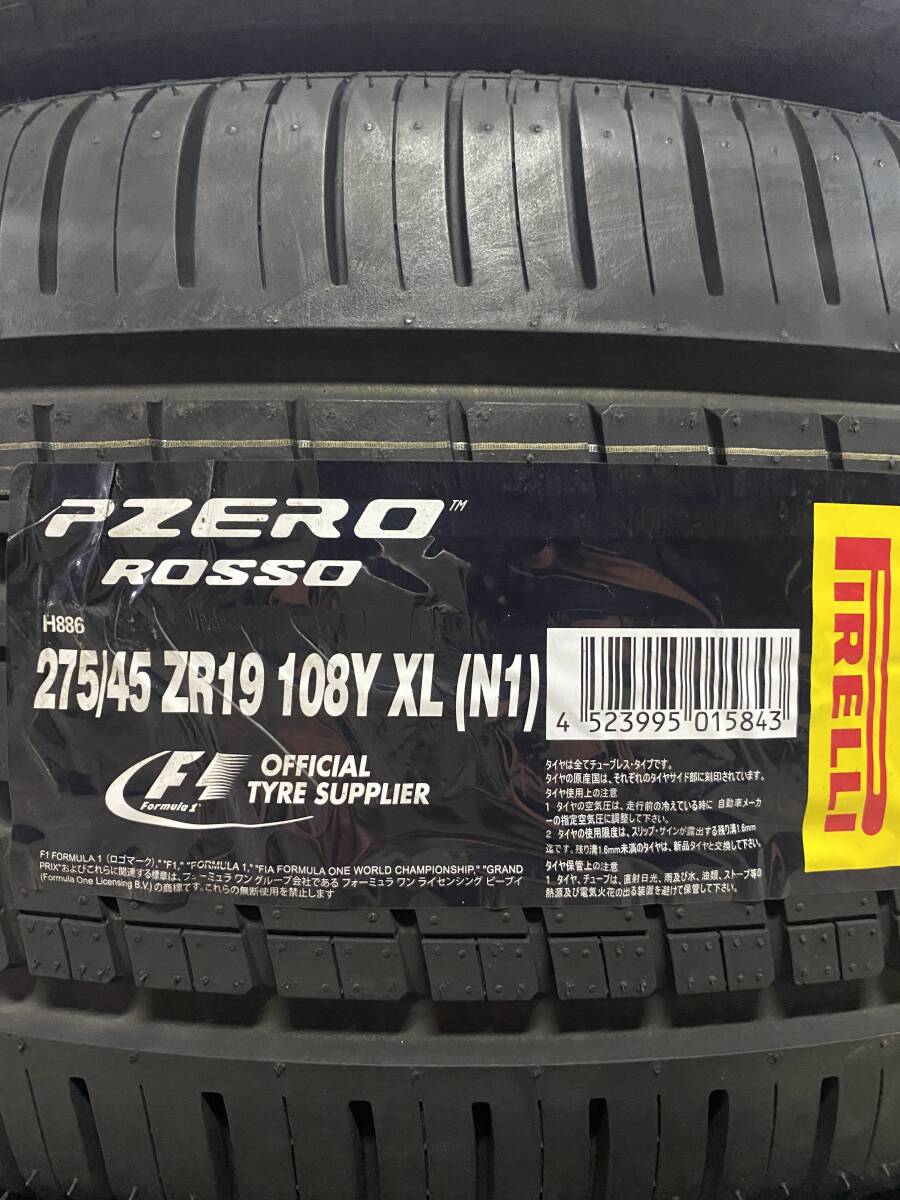 PZERO™
ROSSO
H886
275/45 ZR19 108Y XL (N1)
4 523995 015843
PIRELLI
F1
Formula 1
OFFICIAL
TYRE SUPPLIER
F1 FORMULA 1 (ロゴマーク),"F1," "FORMULA 1," "FIA FORMULA ONE WORLD CHAMPIONSHIP," "GRAND
PRIX"およびこれらに関連する標章は、フォーミュラ ワン グループ会社である フォーミュラ ワン ライセンシング ビーブイ
(Formula One Licensing B.V.) の商標です。これらの無断使用を禁止します
タイヤは全てチューブレス・タイプです。
タイヤの原産国は、それぞれのタイヤサイド部に刻印されています。
タイヤ使用上の注意
1 タイヤの空気圧は、走行前の冷えている時に 自動車メーカ
ーの指定空気圧に調整して下さい。
2 タイヤの使用限度は、スリップ・サインが露出する残り溝1.6mm
迄です。残り溝1.6mm未満のタイヤは、新品タイヤと交換して下さい。
タイヤ保管上の注意
1 タイヤ、チューブは、直射日光、雨及び水、油類、ストーブ等の
熱源及び電気火花の出る装置を避けて保管して下さい。